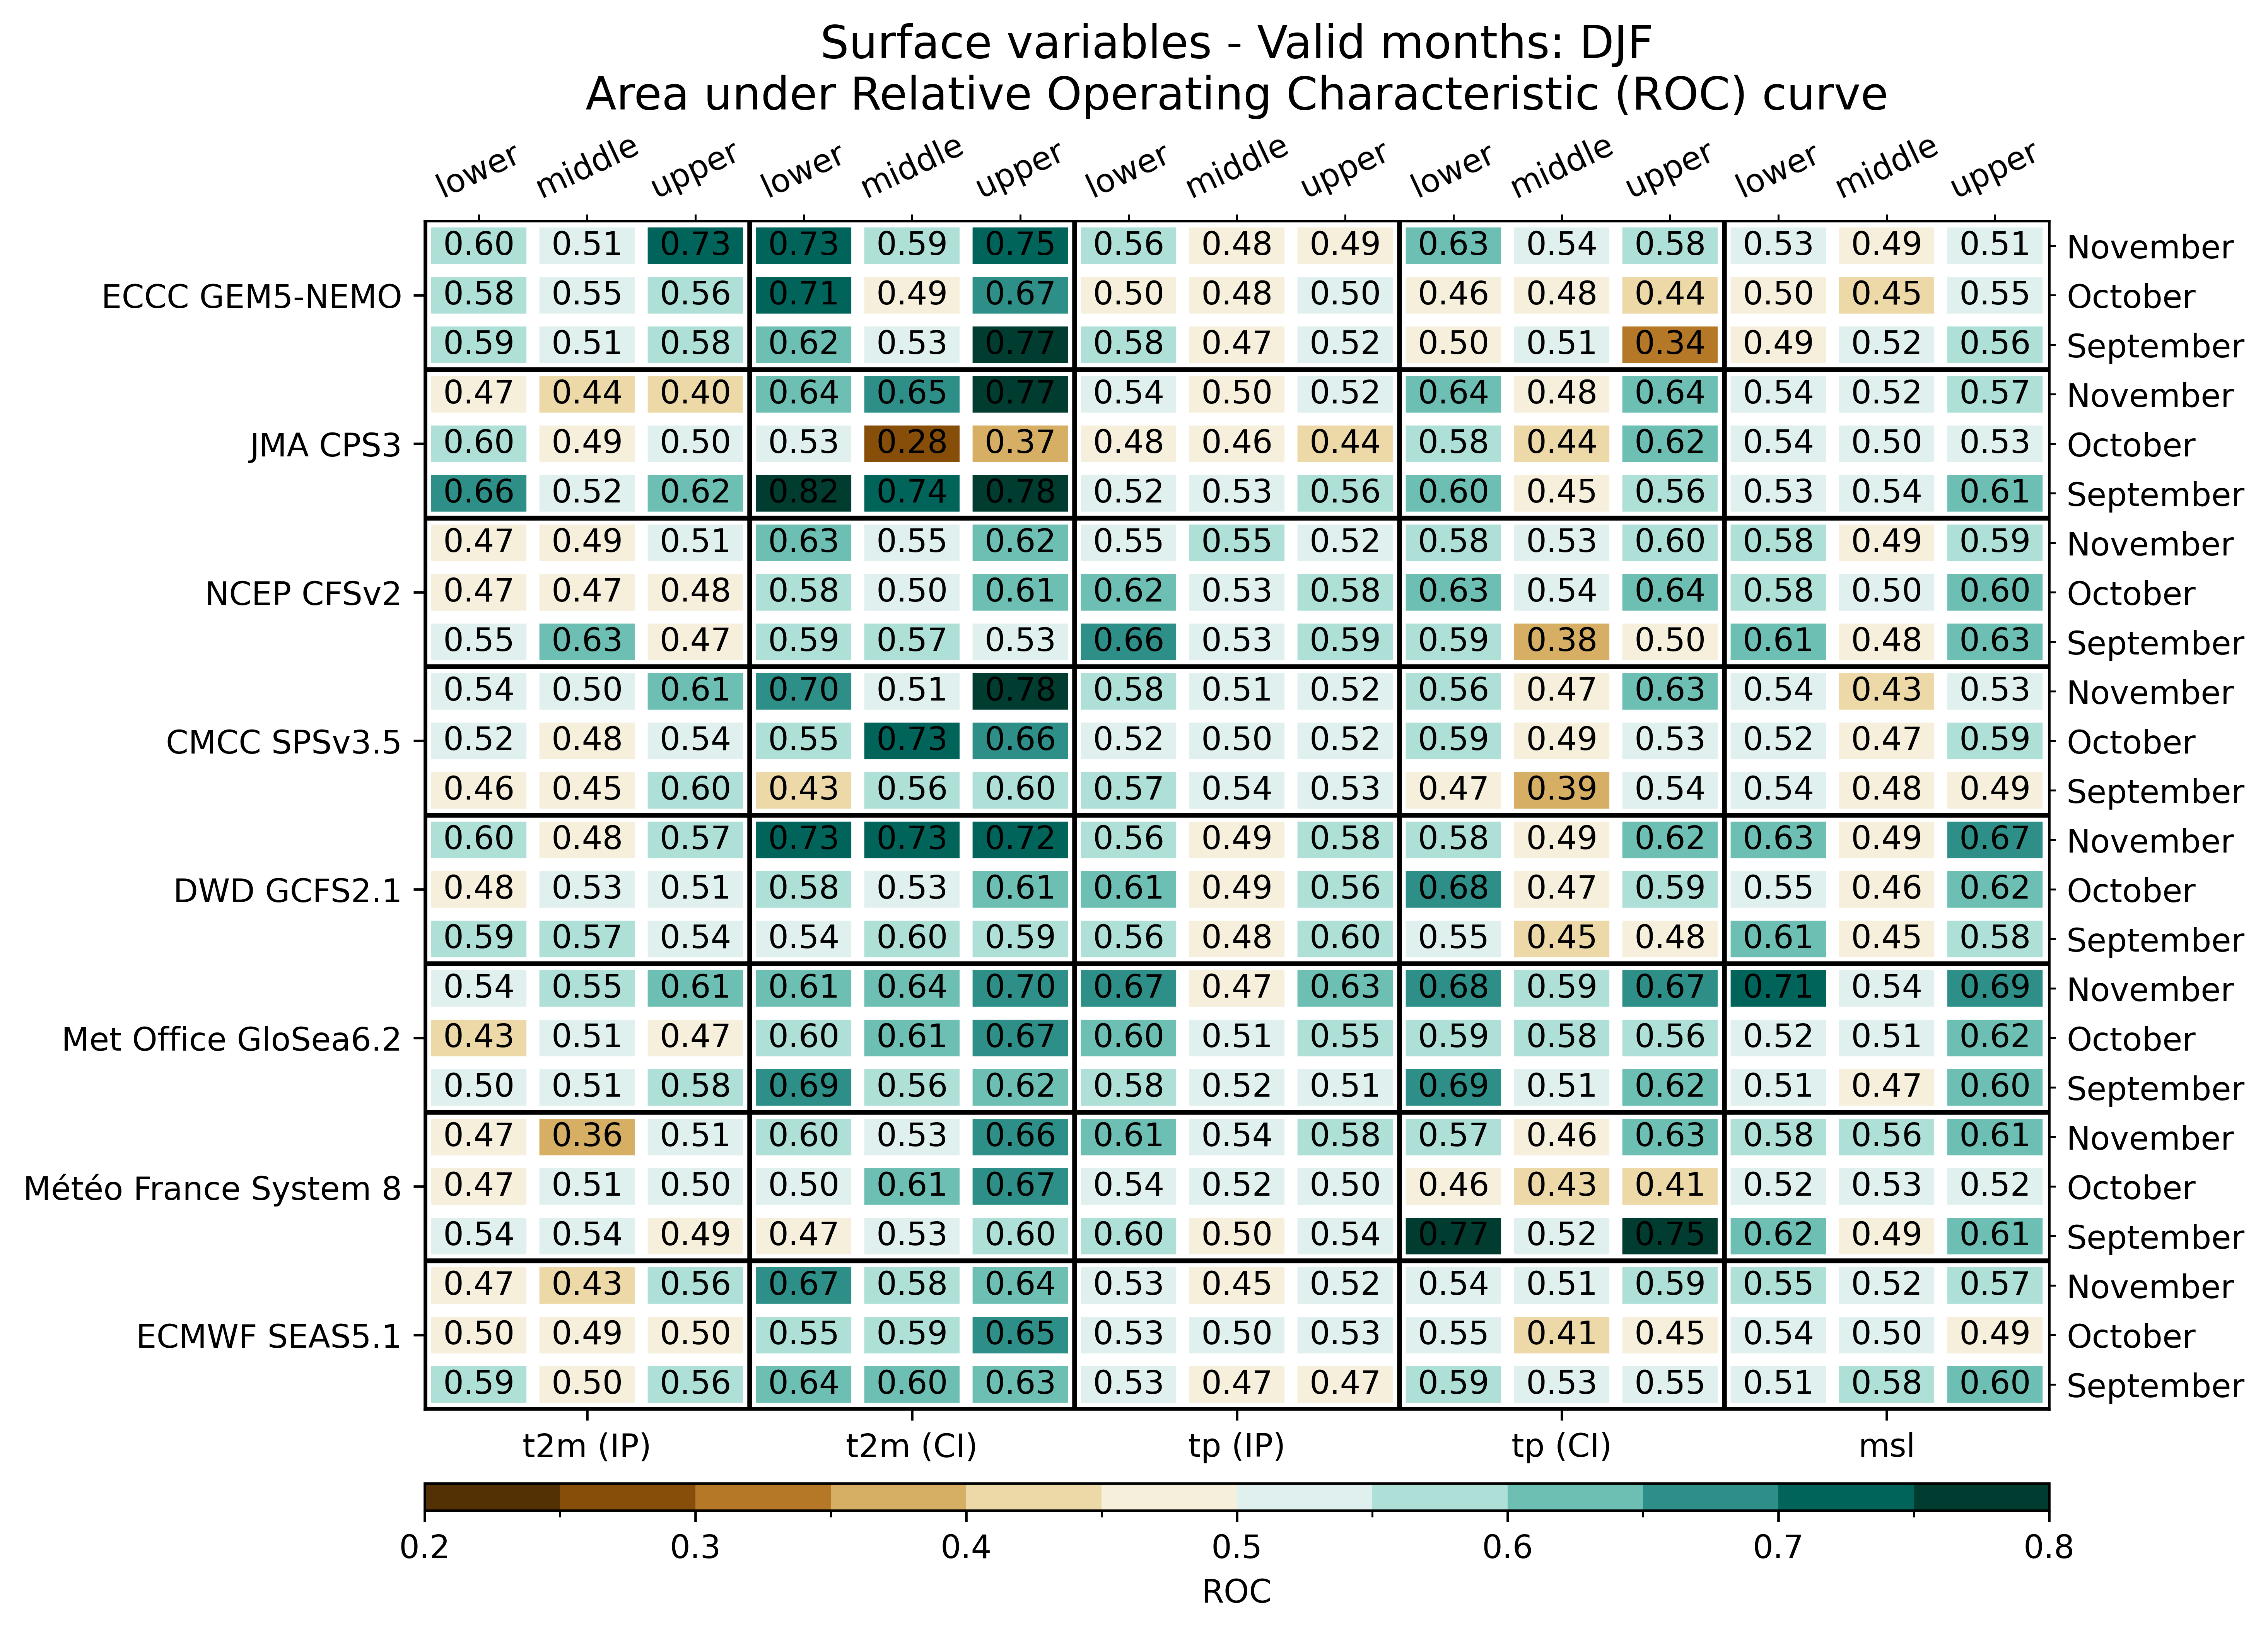 Surface variables - Valid months: DJF
Area under Relative Operating Characteristic (ROC) curve
lower middle upper lower middle upper lower middle upper lower middle upper lower middle upper
0.60 0.51 0.73 0.73 0.59 0.75 0.56 0.48 0.49 0.63 0.54 0.58 0.53 0.49 0.51 November
ECCC GEM5-NEMO 0.58 0.55 0.56 0.71 0.49 0.67 0.50 0.48 0.50 0.46 0.48 0.44 0.50 0.45 0.55 October
0.59 0.51 0.58 0.62 0.53 0.77 0.58 0.47 0.52 0.50 0.51 0.34 0.49 0.52 0.56 September
0.47 0.44 0.40 0.64 0.65 0.77 0.54 0.50 0.52 0.64 0.48 0.64 0.54 0.52 0.57 November
JMA CPS3 0.60 0.49 0.50 0.53 0.28 0.37 0.48 0.46 0.44 0.58 0.44 0.62 0.54 0.50 0.53 October
0.66 0.52 0.62 0.82 0.74 0.78 0.52 0.53 0.56 0.60 0.45 0.56 0.53 0.54 0.61 September
0.47 0.49 0.51 0.63 0.55 0.62 0.55 0.55 0.52 0.58 0.53 0.60 0.58 0.49 0.59 November
NCEP CFSv2 0.47 0.47 0.48 0.58 0.50 0.61 0.62 0.53 0.58 0.63 0.54 0.64 0.58 0.50 0.60 October
0.55 0.63 0.47 0.59 0.57 0.53 0.66 0.53 0.59 0.59 0.38 0.50 0.61 0.48 0.63 September
0.54 0.50 0.61 0.70 0.51 0.78 0.58 0.51 0.52 0.56 0.47 0.63 0.54 0.43 0.53 November
CMCC SPSv3.5 0.52 0.48 0.54 0.55 0.73 0.66 0.52 0.50 0.52 0.59 0.49 0.53 0.52 0.47 0.59 October
0.46 0.45 0.60 0.43 0.56 0.60 0.57 0.54 0.53 0.47 0.39 0.54 0.54 0.48 0.49 September
0.60 0.48 0.57 0.73 0.73 0.72 0.56 0.49 0.58 0.58 0.49 0.62 0.63 0.49 0.67 November
DWD GCFS2.1 0.48 0.53 0.51 0.58 0.53 0.61 0.61 0.49 0.56 0.68 0.47 0.59 0.55 0.46 0.62 October
0.59 0.57 0.54 0.54 0.60 0.59 0.56 0.48 0.60 0.55 0.45 0.48 0.61 0.45 0.58 September
0.54 0.55 0.61 0.61 0.64 0.70 0.67 0.47 0.63 0.68 0.59 0.67 0.71 0.54 0.69 November
Met Office GloSea6.2 0.43 0.51 0.47 0.60 0.61 0.67 0.60 0.51 0.55 0.59 0.58 0.56 0.52 0.51 0.62 October
0.50 0.51 0.58 0.69 0.56 0.62 0.58 0.52 0.51 0.69 0.51 0.62 0.51 0.47 0.60 September
0.47 0.36 0.51 0.60 0.53 0.66 0.61 0.54 0.58 0.57 0.46 0.63 0.58 0.56 0.61 November
Météo France System 8 0.47 0.51 0.50 0.50 0.61 0.67 0.54 0.52 0.50 0.46 0.43 0.41 0.52 0.53 0.52 October
0.54 0.54 0.49 0.47 0.53 0.60 0.60 0.50 0.54 0.77 0.52 0.75 0.62 0.49 0.61 September
0.47 0.43 0.56 0.67 0.58 0.64 0.53 0.45 0.52 0.54 0.51 0.59 0.55 0.52 0.57 November
ECMWF SEAS5.1 0.50 0.49 0.50 0.55 0.59 0.65 0.53 0.50 0.53 0.55 0.41 0.45 0.54 0.50 0.49 October
0.59 0.50 0.56 0.64 0.60 0.63 0.53 0.47 0.47 0.59 0.53 0.55 0.51 0.58 0.60 September
t2m (IP) t2m (CI) tp (IP) tp (CI) msl
0.2 0.3 0.4 0.5 0.6 0.7 0.8
ROC